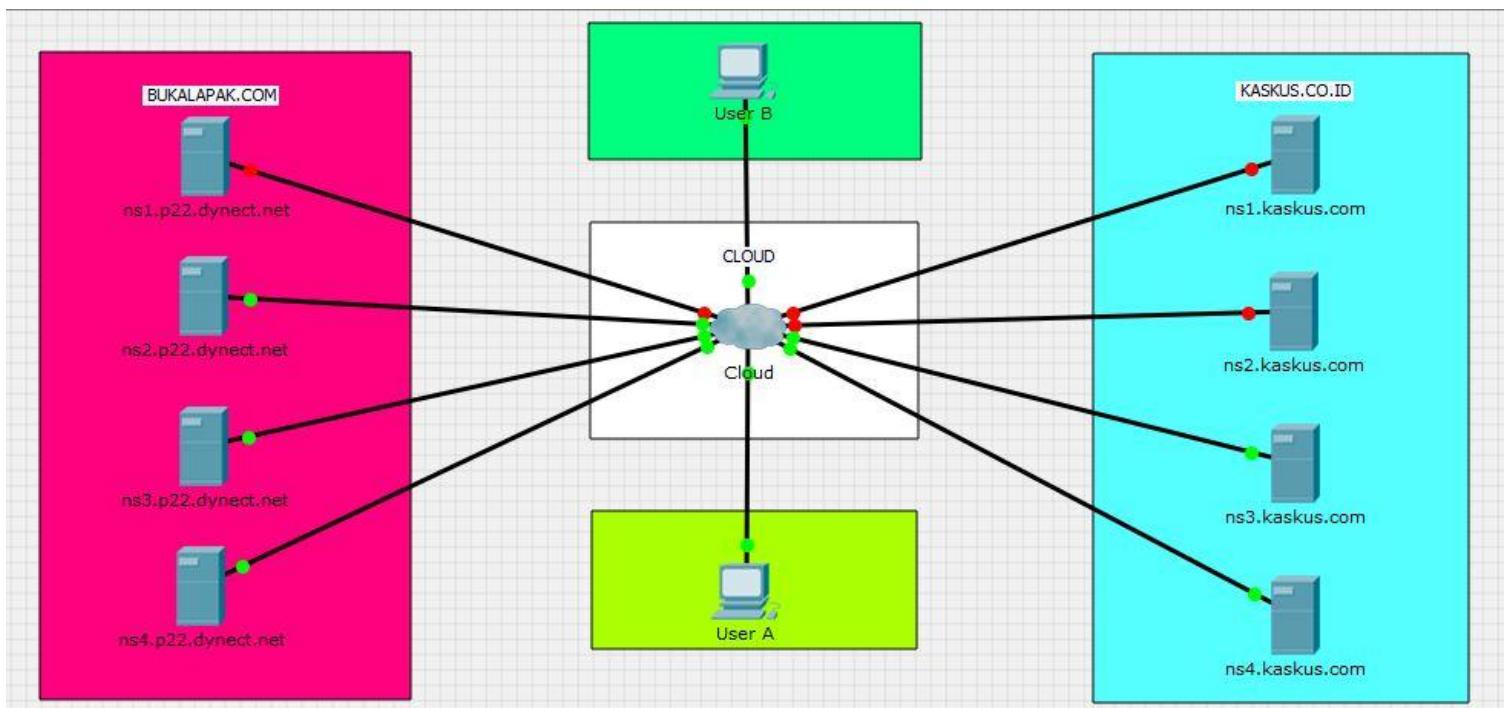 BUKALAPAK.COM
ns1.p22.dynect.net
ns2.p22.dynect.net
ns3.p22.dynect.net
ns4.p22.dynect.net
User B
CLOUD
Cloud
User A
KASKUS.CO.ID
ns1.kaskus.com
ns2.kaskus.com
ns3.kaskus.com
ns4.kaskus.com